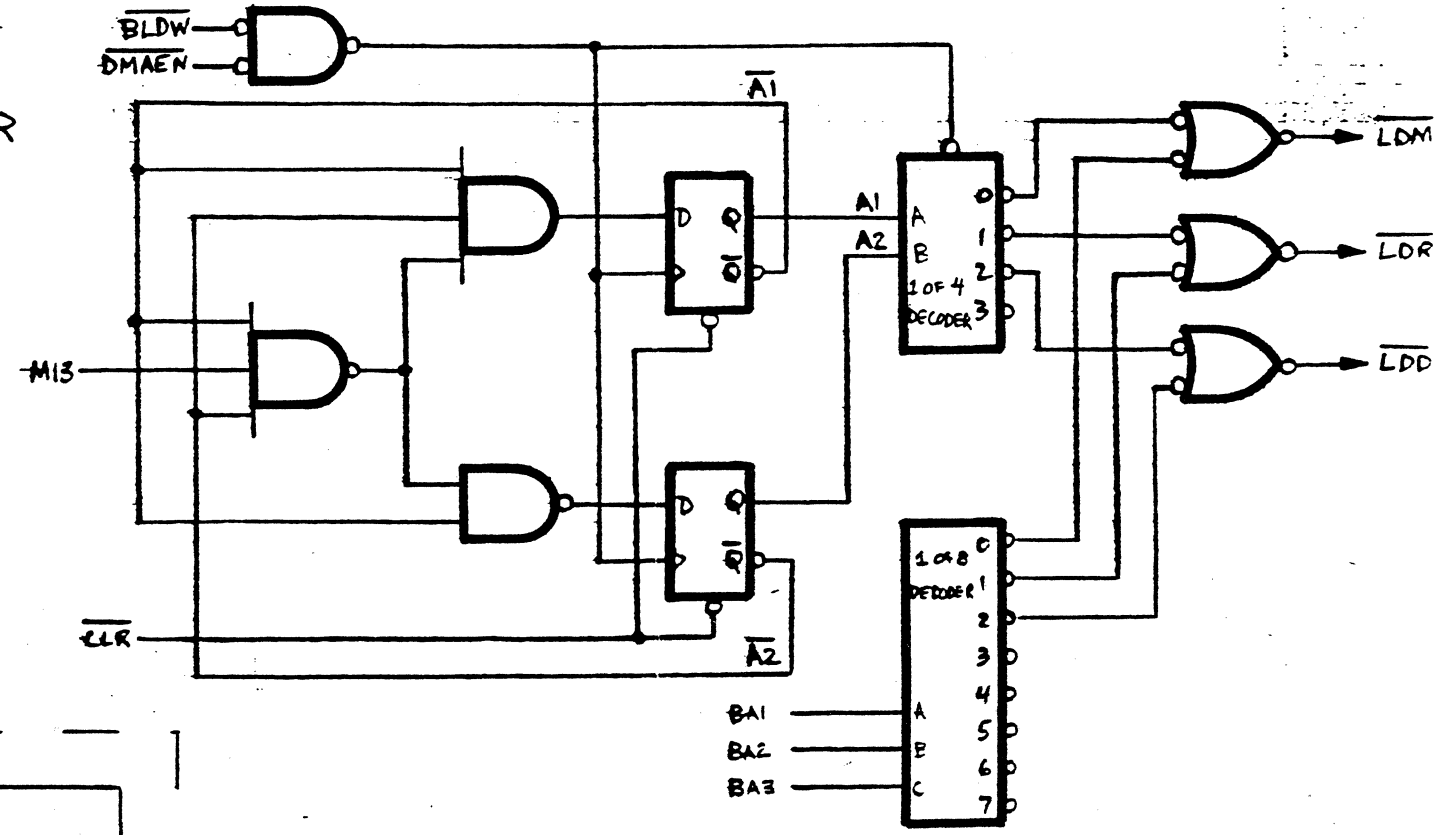 BLDW
DMAEN
A1
M13
CLR
A2
D Q
Q
D Q
Q
A1
A2
A
B
1 OF 4
DECODER
0
1
2
3
1 OF 8
DECODER
0
1
2
3
4
5
6
7
BA1
BA2
BA3
A
B
C
LDM
LDR
LDD